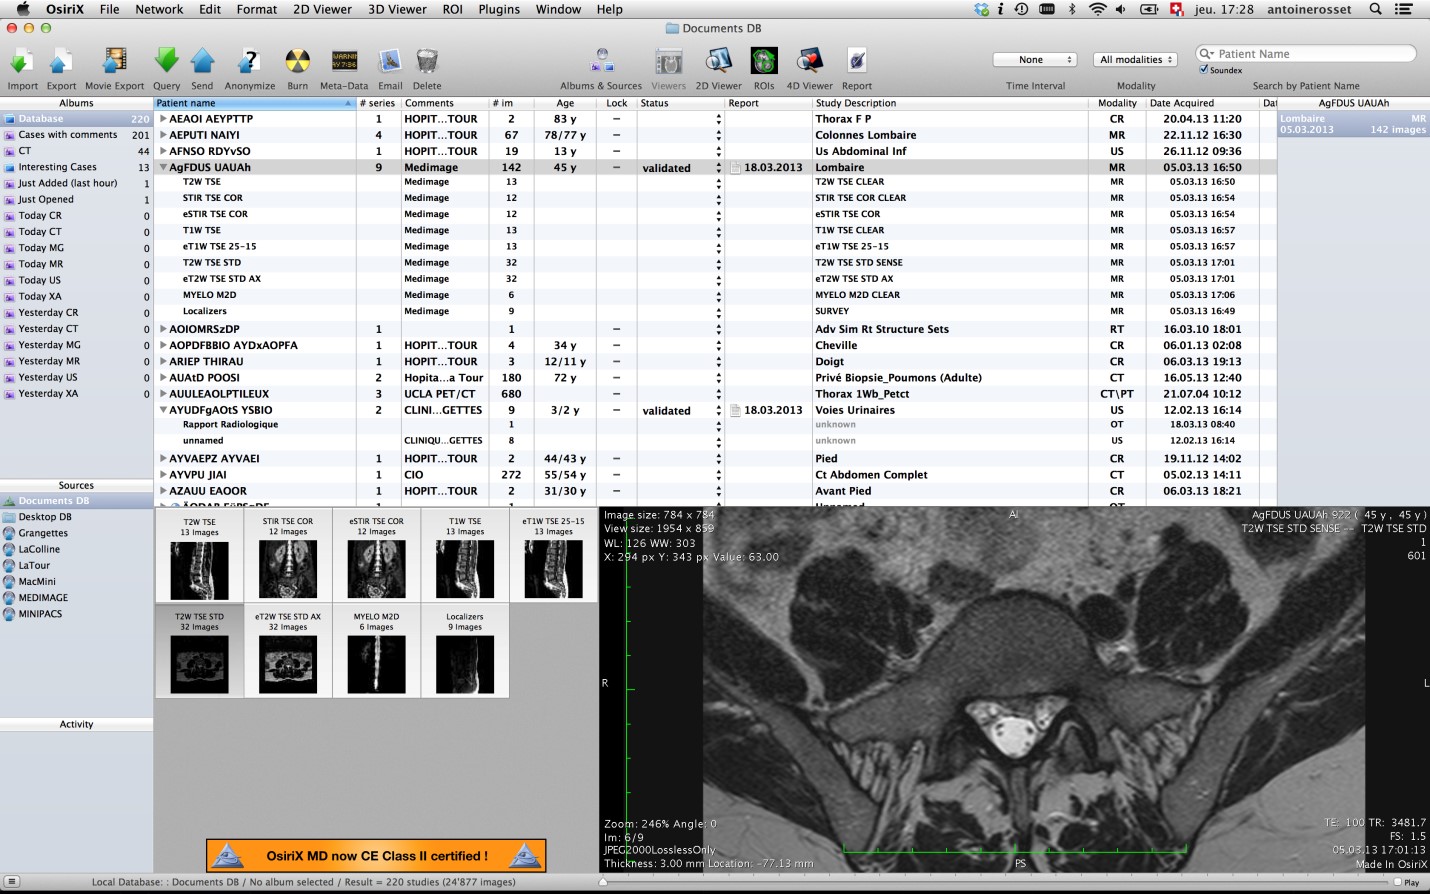 OsiriX File Network Edit Format 2D Viewer 3D Viewer ROI Plugins Window Help jeu. 17:28 antoinerosset
Documents DB
Import Export Movie Export Query Send Anonymize Burn Meta-Data Email Delete Albums & Sources Viewers 2D Viewer ROIs 4D Viewer Report
None All modalities Patient Name
Soundex
Time Interval Modality Search by Patient Name
Albums
Database 220
Cases with comments 201
CT 44
Interesting Cases 13
Just Added (last hour) 1
Just Opened 1
Today CR 0
Today CT 0
Today MG 0
Today MR 0
Today US 0
Today XA 0
Yesterday CR 0
Yesterday CT 0
Yesterday MG 0
Yesterday MR 0
Yesterday US 0
Yesterday XA 0
Sources
Documents DB
Desktop DB
Grangettes
LaColline
LaTour
MacMini
MEDIMAGE
MINIPACS
Activity
Patient name # series Comments # im Age Lock Status Report Study Description Modality Date Acquired Dat
AEAOI AEYPTTP 1 HOPIT...TOUR 2 83 y – Thorax F P CR 20.04.13 11:20
AEPUTI NAIYI 4 HOPIT...TOUR 67 78/77 y – Colonnes Lombaire MR 22.11.12 16:30
AFNSO RDYvSO 1 HOPIT...TOUR 19 13 y – Us Abdominal Inf US 26.11.12 09:36
AgFDUS UAUAh 9 Medimage 142 45 y – validated 18.03.2013 Lombaire MR 05.03.13 16:50
T2W TSE Medimage 13 T2W TSE CLEAR MR 05.03.13 16:50
STIR TSE COR Medimage 12 STIR TSE COR CLEAR MR 05.03.13 16:54
eSTIR TSE COR Medimage 12 eSTIR TSE COR MR 05.03.13 16:54
T1W TSE Medimage 13 T1W TSE CLEAR MR 05.03.13 16:57
eT1W TSE 25-15 Medimage 13 eT1W TSE 25-15 MR 05.03.13 16:57
T2W TSE STD Medimage 32 T2W TSE STD SENSE MR 05.03.13 17:01
eT2W TSE STD AX Medimage 32 eT2W TSE STD AX MR 05.03.13 17:01
MYELO M2D Medimage 6 MYELO M2D CLEAR MR 05.03.13 17:06
Localizers Medimage 9 SURVEY MR 05.03.13 16:49
AOIOMRSzDP 1 1 – Adv Sim Rt Structure Sets RT 16.03.10 18:01
AOPDFBBIO AYDxAOPFA 1 HOPIT...TOUR 4 34 y – Cheville CR 06.01.13 02:08
ARIEP THIRAU 1 HOPIT...TOUR 3 12/11 y – Doigt CR 06.03.13 19:13
AUAtD POOSI 2 Hopita...a Tour 180 72 y – Privé Biopsie_Poumons (Adulte) CT 16.05.13 12:40
AUULEAOLPTILEUX 3 UCLA PET/CT 680 – Thorax 1Wb_Petct CT\PT 21.07.04 10:12
AYUDFgAOtS YSBIO 2 CLINI...GETTES 9 3/2 y – validated 18.03.2013 Voies Urinaires US 12.02.13 16:14
Rapport Radiologique 1 unknown OT 18.03.13 08:40
unnamed CLINIQU...GETTES 8 unknown US 12.02.13 16:14
AYVAEPZ AYVAEI 1 HOPIT...TOUR 2 44/43 y – Pied CR 19.11.12 14:02
AYVPU JIAI 1 CIO 272 55/54 y – Ct Abdomen Complet CT 05.02.13 14:11
AZAUU EAOOR 1 HOPIT...TOUR 2 31/30 y – Avant Pied CR 06.03.13 18:21
AgFDUS UAUAh
Lombaire MR
05.03.2013 142 images
T2W TSE
13 Images
STIR TSE COR
12 Images
eSTIR TSE COR
12 Images
T1W TSE
13 Images
eT1W TSE 25-15
13 Images
T2W TSE STD
32 Images
eT2W TSE STD AX
32 Images
MYELO M2D
6 Images
Localizers
9 Images
OsiriX MD now CE Class II certified !
Image size: 784 x 784
View size: 1954 x 859
WL: 126 WW: 303
X: 294 px Y: 343 px Value: 63.00
AI
AgFDUS UAUAh 922 ( 45 y , 45 y )
T2W TSE STD SENSE -- T2W TSE STD
1
601
R
L
Zoom: 246% Angle: 0
Im: 6/9
JPEG2000LosslessOnly
Thickness: 3.00 mm Location: -77.13 mm
PS
TE: 100 TR: 3481.7
FS: 1.5
05.03.13 17:01:13
Made In OsiriX
Local Database: : Documents DB / No album selected / Result = 220 studies (24'877 images)
Play